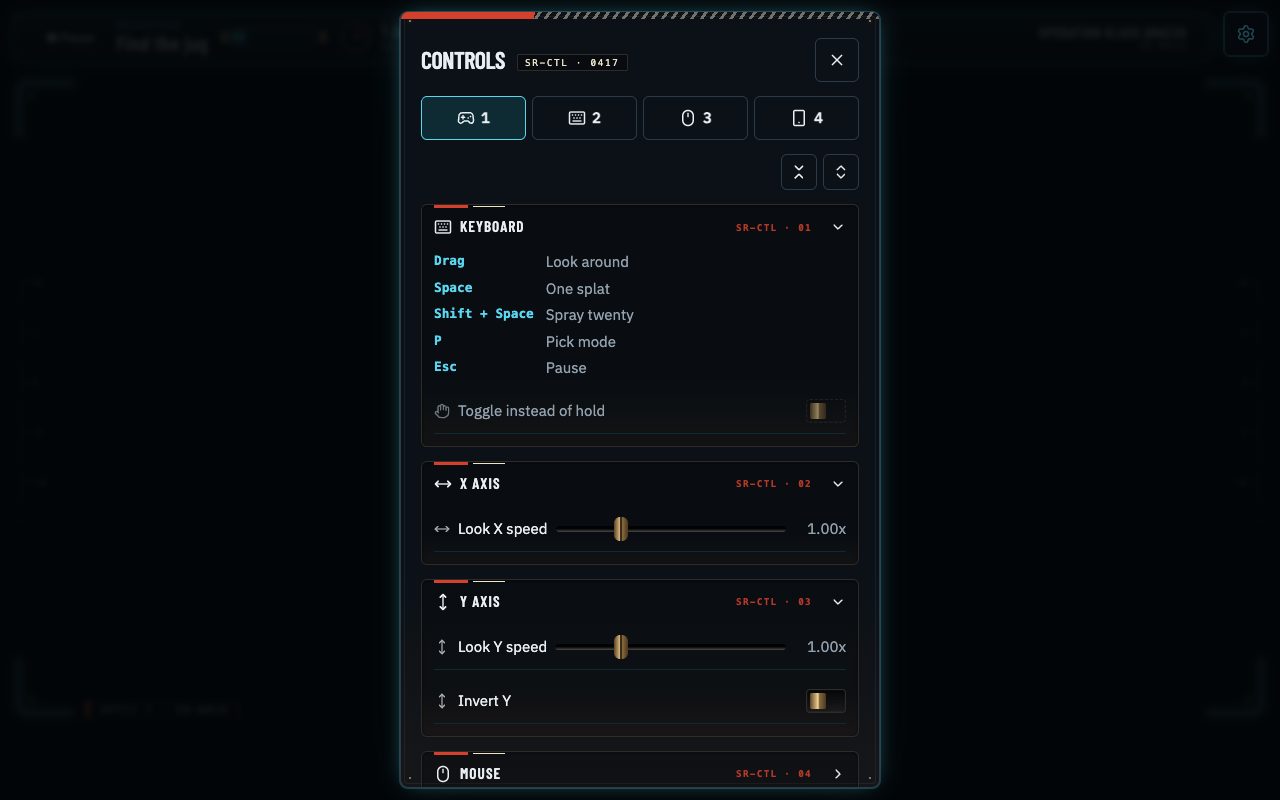 CONTROLS SR-CTL · 0417
1 2 3 4
KEYBOARD SR-CTL · 01
Drag Look around
Space One splat
Shift + Space Spray twenty
P Pick mode
Esc Pause
Toggle instead of hold
X AXIS SR-CTL · 02
Look X speed 1.00x
Y AXIS SR-CTL · 03
Look Y speed 1.00x
Invert Y
MOUSE SR-CTL · 04